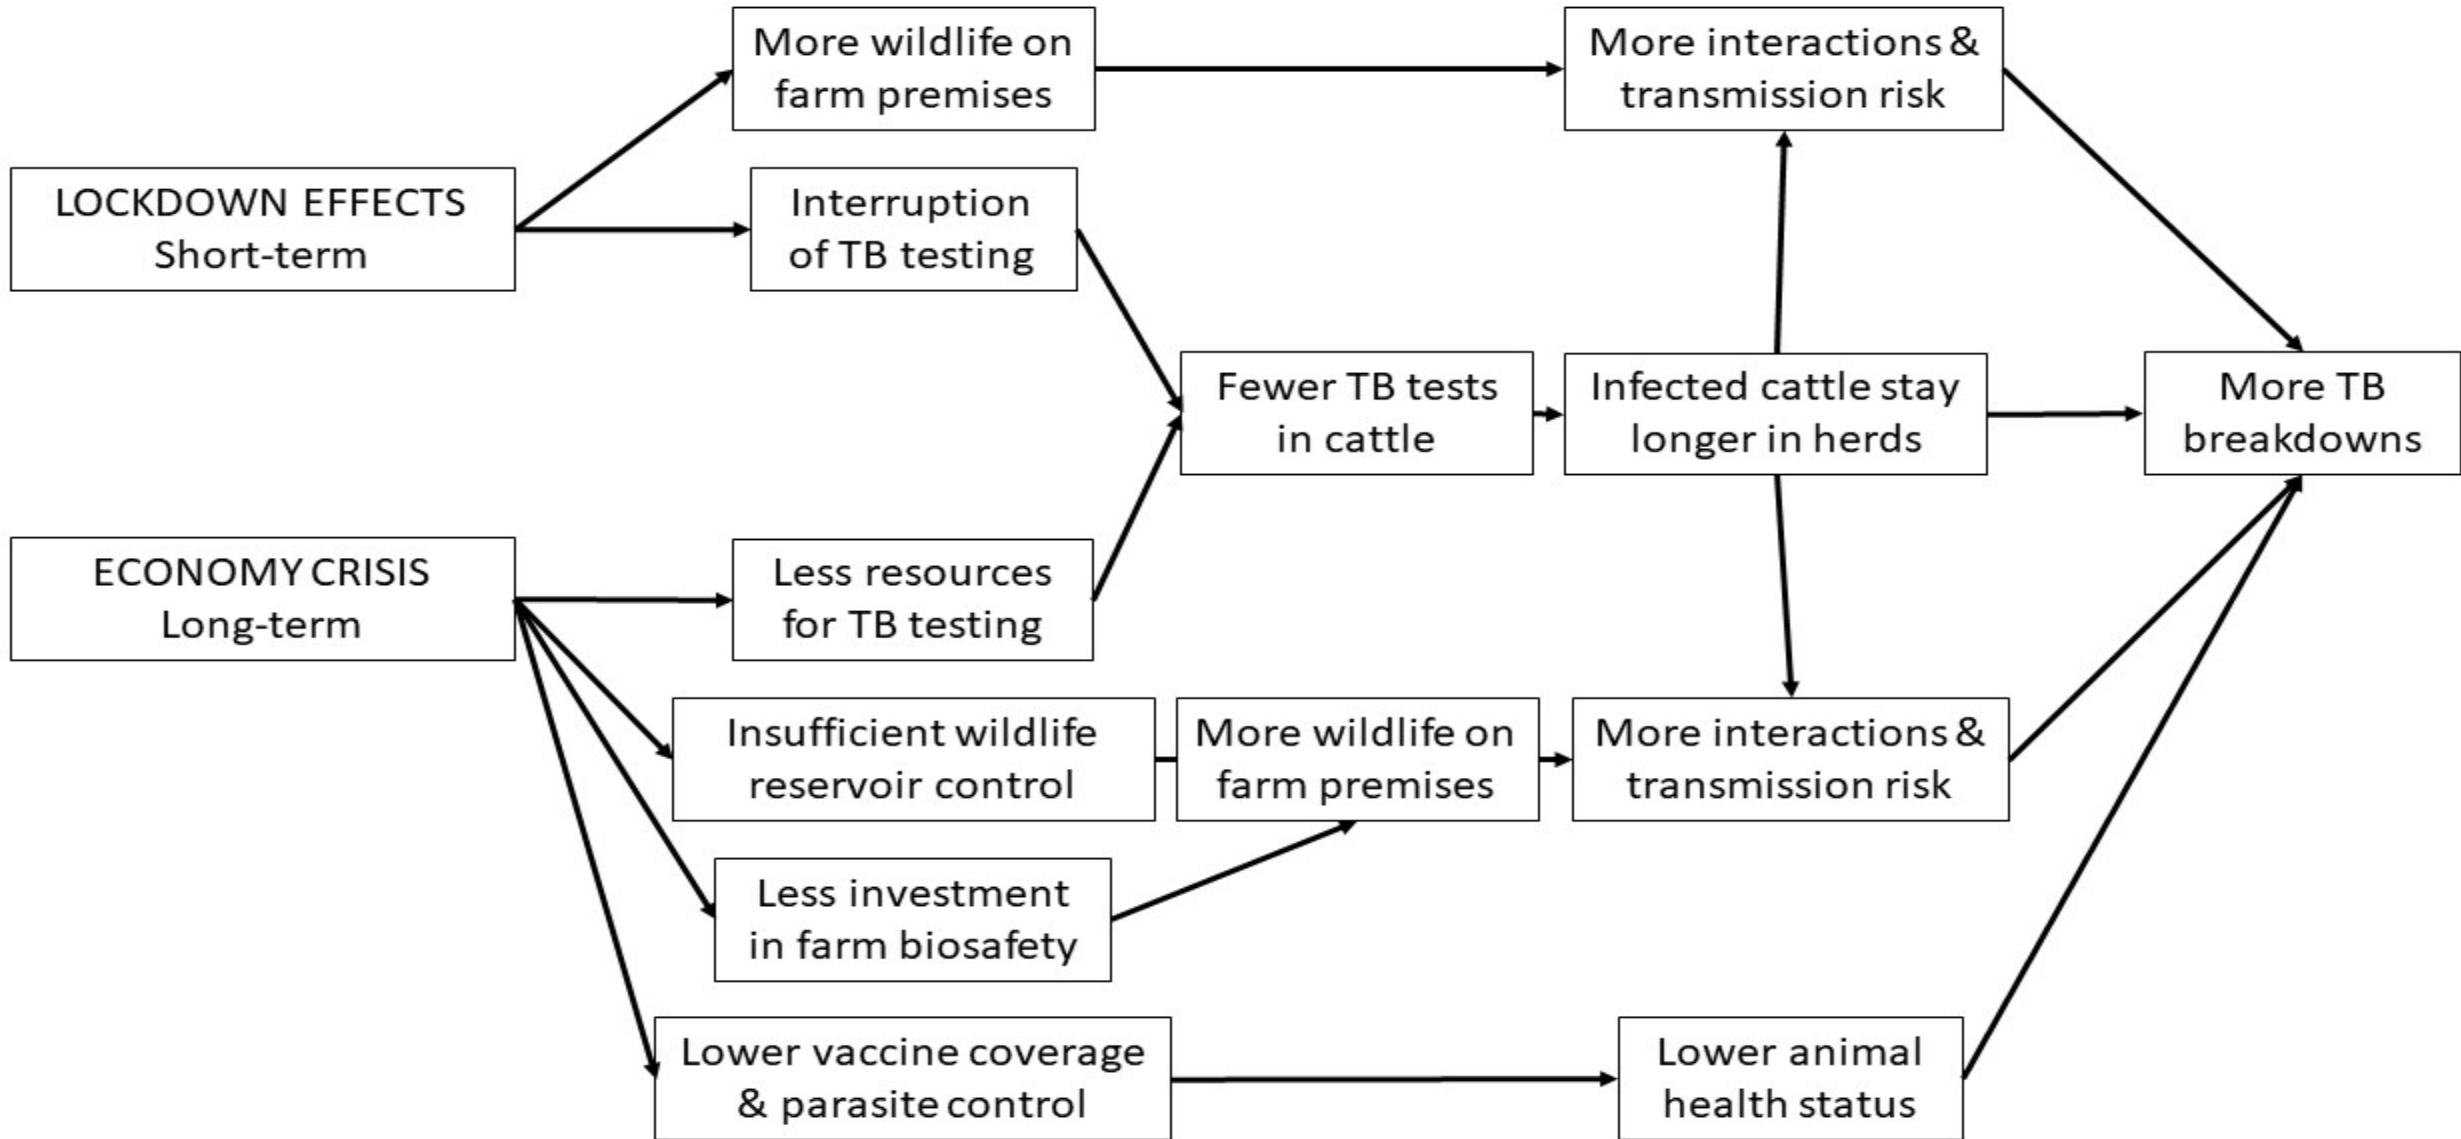 More wildlife on
farm premises
More interactions &
transmission risk
LOCKDOWN EFFECTS
Short-term
Interruption
of TB testing
Fewer TB tests
in cattle
Infected cattle stay
longer in herds
More TB
breakdowns
ECONOMY CRISIS
Long-term
Less resources
for TB testing
Insufficient wildlife
reservoir control
More wildlife on
farm premises
More interactions &
transmission risk
Less investment
in farm biosafety
Lower vaccine coverage
& parasite control
Lower animal
health status